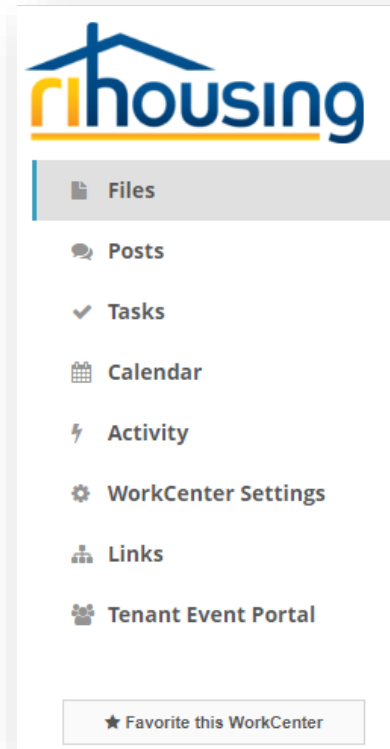 rihousing
Files
Posts
Tasks
Calendar
Activity
WorkCenter Settings
Links
Tenant Event Portal
Favorite this WorkCenter